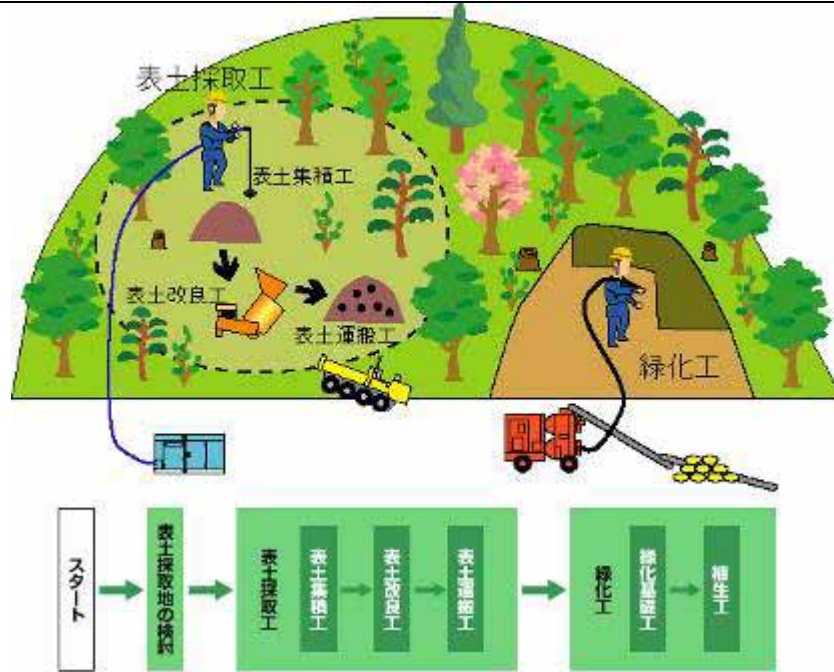 表土採取工
表土集積工
表土改良工
表土運搬工
緑化工
スタート
表土採取地の検討
表土採取工
表土集積工
表土改良工
表土運搬工
緑化工
緑化基礎工
植生工